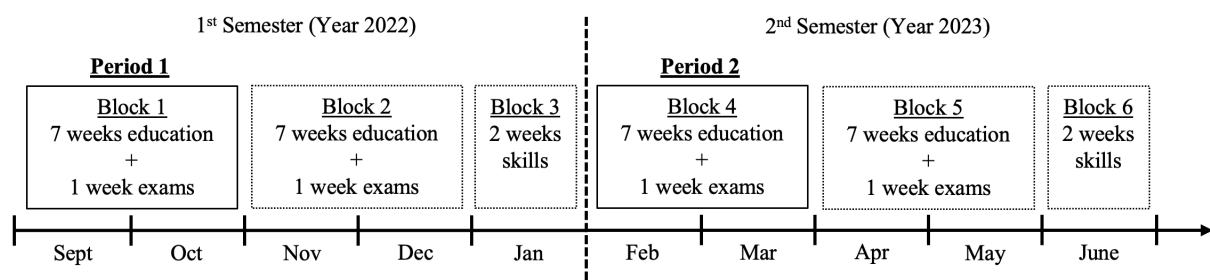 1st Semester (Year 2022)
2nd Semester (Year 2023)
Period 1
Period 2
Block 1
7 weeks education
+
1 week exams
Block 2
7 weeks education
+
1 week exams
Block 3
2 weeks
skills
Block 4
7 weeks education
+
1 week exams
Block 5
7 weeks education
+
1 week exams
Block 6
2 weeks
skills
Sept
Oct
Nov
Dec
Jan
Feb
Mar
Apr
May
June